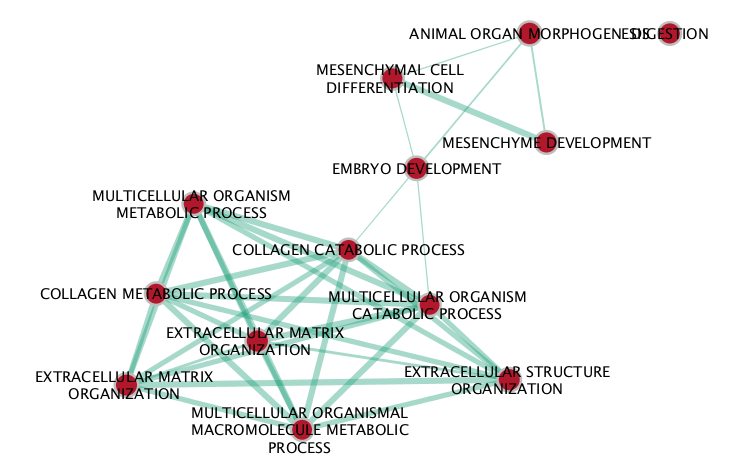 ANIMAL ORGAN MORPHOGENESIS
DIGESTION
MESENCHYMAL CELL
DIFFERENTIATION
MESENCHYME DEVELOPMENT
EMBRYO DEVELOPMENT
MULTICELLULAR ORGANISM
METABOLIC PROCESS
COLLAGEN CATABOLIC PROCESS
COLLAGEN METABOLIC PROCESS
MULTICELLULAR ORGANISM
CATABOLIC PROCESS
EXTRACELLULAR MATRIX
ORGANIZATION
EXTRACELLULAR MATRIX
ORGANIZATION
EXTRACELLULAR STRUCTURE
ORGANIZATION
MULTICELLULAR ORGANISMAL
MACROMOLECULE METABOLIC
PROCESS